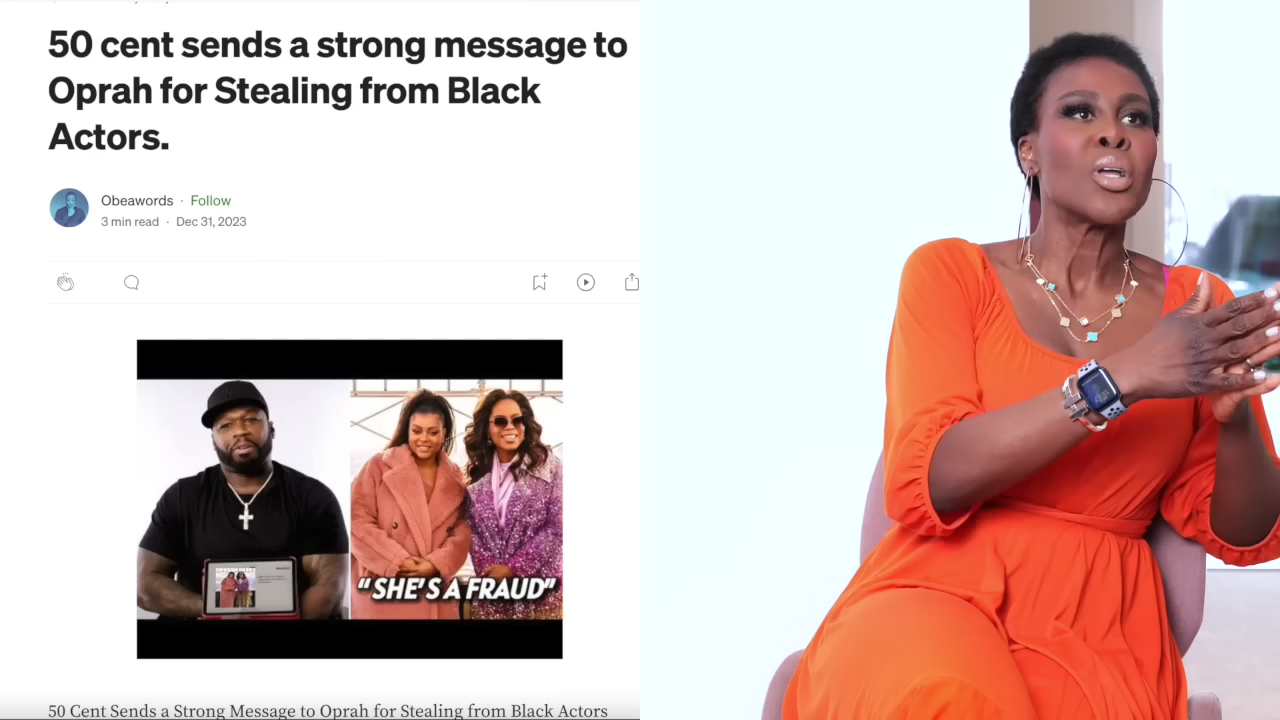 50 cent sends a strong message to
Oprah for Stealing from Black
Actors.
Obeawords · Follow
3 min read · Dec 31, 2023
"SHE'S A FRAUD"
50 Cent Sends a Strong Message to Oprah for Stealing from Black Actors